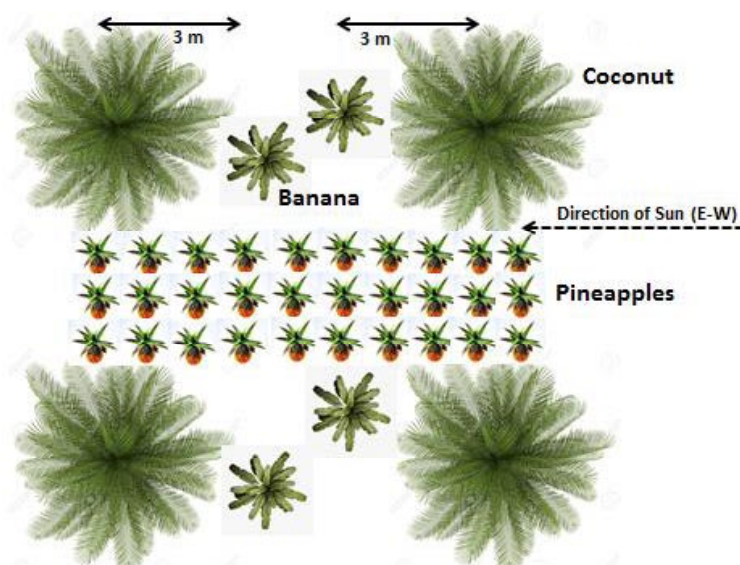 3 m
3 m
Coconut
Banana
Direction of Sun (E-W)
Pineapples